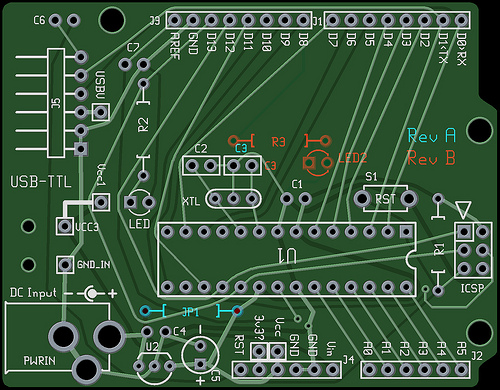 C6
J3
J1
AREF
GND
D13
D12
D11
D10
D9
D8
D7
D6
D5
D4
D3
D2
D1<TX
D0<RX
C7
USBV
J5
R2
R3
Rev A
Rev B
C2
C3
C3
LED2
USB-TTL
Vcc1
XTL
C1
S1
RST
LED
VCC3
U1
R1
GND_IN
ICSP
DC Input
- +
JP1
C4
PWRIN
U2
C5
RST
3v3?
Vcc
GND
GND
Vin
J4
A0
A1
A2
A3
A4
A5
J2